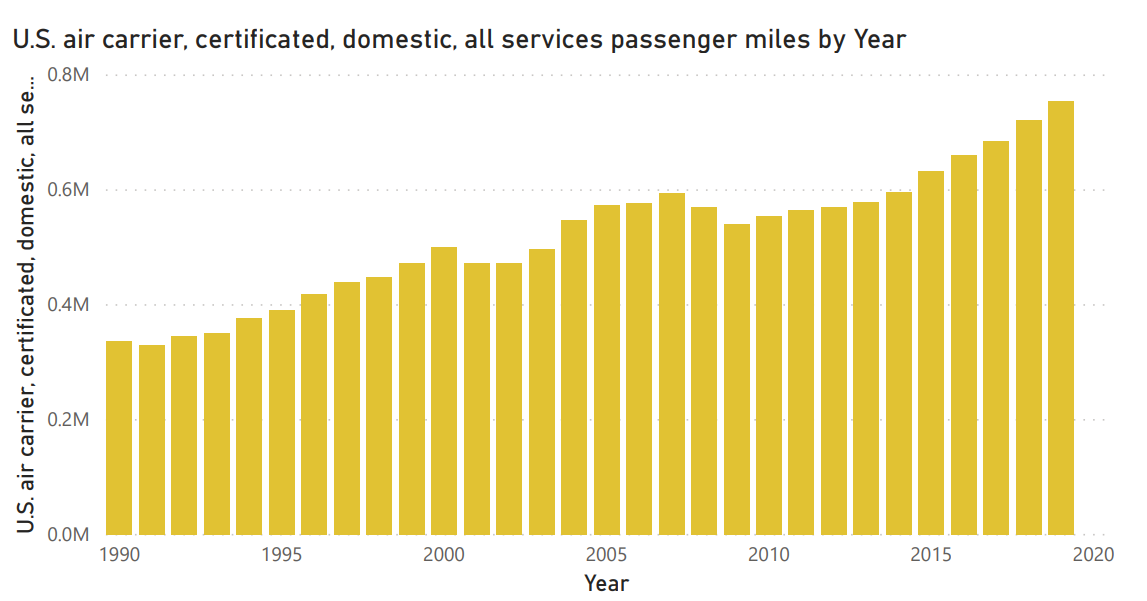 U.S. air carrier, certificated, domestic, all services passenger miles by Year
U.S. air carrier, certificated, domestic, all se...
0.8M
0.6M
0.4M
0.2M
0.0M
1990 1995 2000 2005 2010 2015 2020
Year